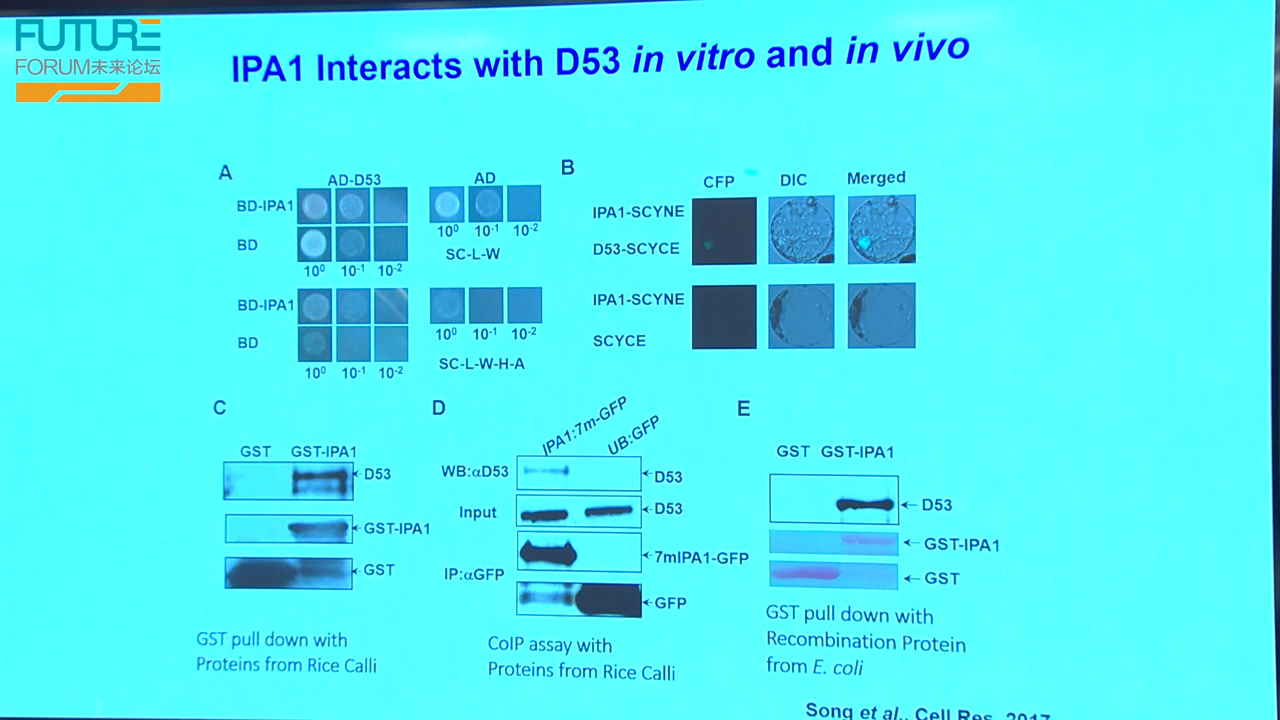 FUTURE
FORUM未来论坛
IPA1 Interacts with D53 in vitro and in vivo
A
AD-D53
AD
BD-IPA1
BD
10⁰ 10⁻¹ 10⁻²
10⁰ 10⁻¹ 10⁻²
SC-L-W
BD-IPA1
BD
10⁰ 10⁻¹ 10⁻²
10⁰ 10⁻¹ 10⁻²
SC-L-W-H-A
B
CFP DIC Merged
IPA1-SCYNE
D53-SCYCE
IPA1-SCYNE
SCYCE
C
GST GST-IPA1
D53
GST-IPA1
GST
GST pull down with
Proteins from Rice Calli
D
IPA1:7m-GFP
UB:GFP
WB:αD53
D53
Input
D53
7mIPA1-GFP
IP:αGFP
GFP
CoIP assay with
Proteins from Rice Calli
E
GST GST-IPA1
D53
GST-IPA1
GST
GST pull down with
Recombination Protein
from E. coli
Song et al., Cell Res. 2017